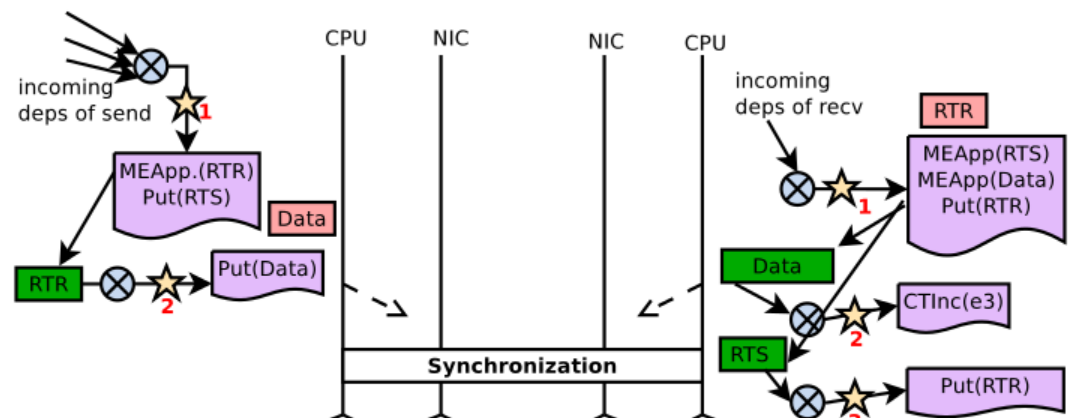 CPU
NIC
NIC
CPU
incoming
deps of send
1
MEApp.(RTR)
Put(RTS)
Data
RTR
2
Put(Data)
incoming
deps of recv
1
RTR
MEApp(RTS)
MEApp(Data)
Put(RTR)
Data
2
CTInc(e3)
RTS
Put(RTR)
Synchronization